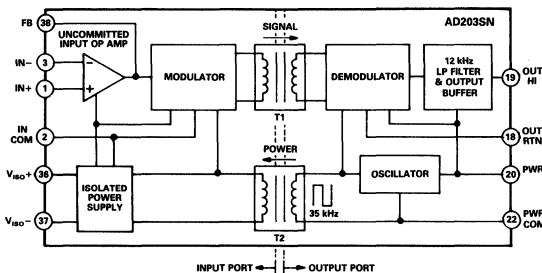 FB
38
UNCOMMITTED
INPUT OP AMP
SIGNAL
AD203SN
IN−
3
IN+
1
−
+
MODULATOR
T1
DEMODULATOR
12 kHz
LP FILTER
& OUTPUT
BUFFER
19
OUT
HI
IN
COM
2
18
OUT
RTN
POWER
VISO+
36
ISOLATED
POWER
SUPPLY
VISO−
37
35 kHz
T2
OSCILLATOR
20
PWR
22
PWR
COM
INPUT PORT
OUTPUT PORT